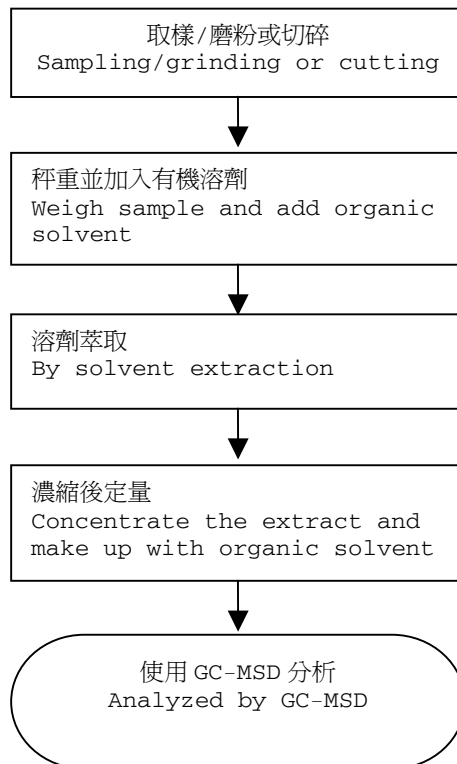 取樣/磨粉或切碎
Sampling/grinding or cutting
秤重並加入有機溶劑
Weigh sample and add organic
solvent
溶劑萃取
By solvent extraction
濃縮後定量
Concentrate the extract and
make up with organic solvent
使用 GC-MSD 分析
Analyzed by GC-MSD